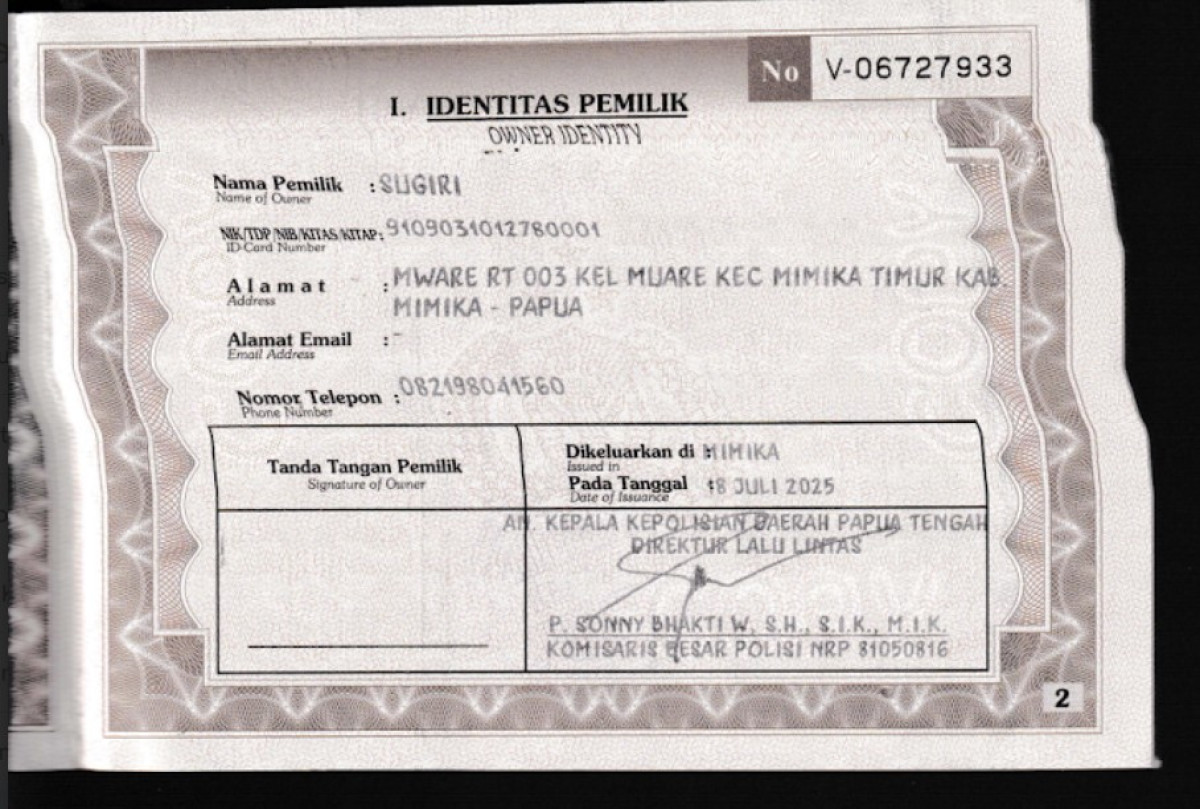 No V-06727933
I. IDENTITAS PEMILIK
OWNER IDENTITY
Nama Pemilik : SUGIRI
Name of Owner
NIK/TDP/NIB/KITAS/KITAP: 9109031012780001
ID Card Number
Alamat : MWARE RT 003 KEL MUARE KEC MIMIKA TIMUR KAB
Address
MIMIKA - PAPUA
Alamat Email : -
Email Address
Nomor Telepon : 082198041560
Phone Number
Tanda Tangan Pemilik
Signature of Owner
Dikeluarkan di : MIMIKA
Issued in
Pada Tanggal : 18 JULI 2025
Date of Issuance
AN. KEPALA KEPOLISIAN DAERAH PAPUA TENGAH
DIREKTUR LALU LINTAS
P. SONNY BHAKTI W, S.H., S.I.K., M.I.K.
KOMISARIS BESAR POLISI NRP 81050816
2